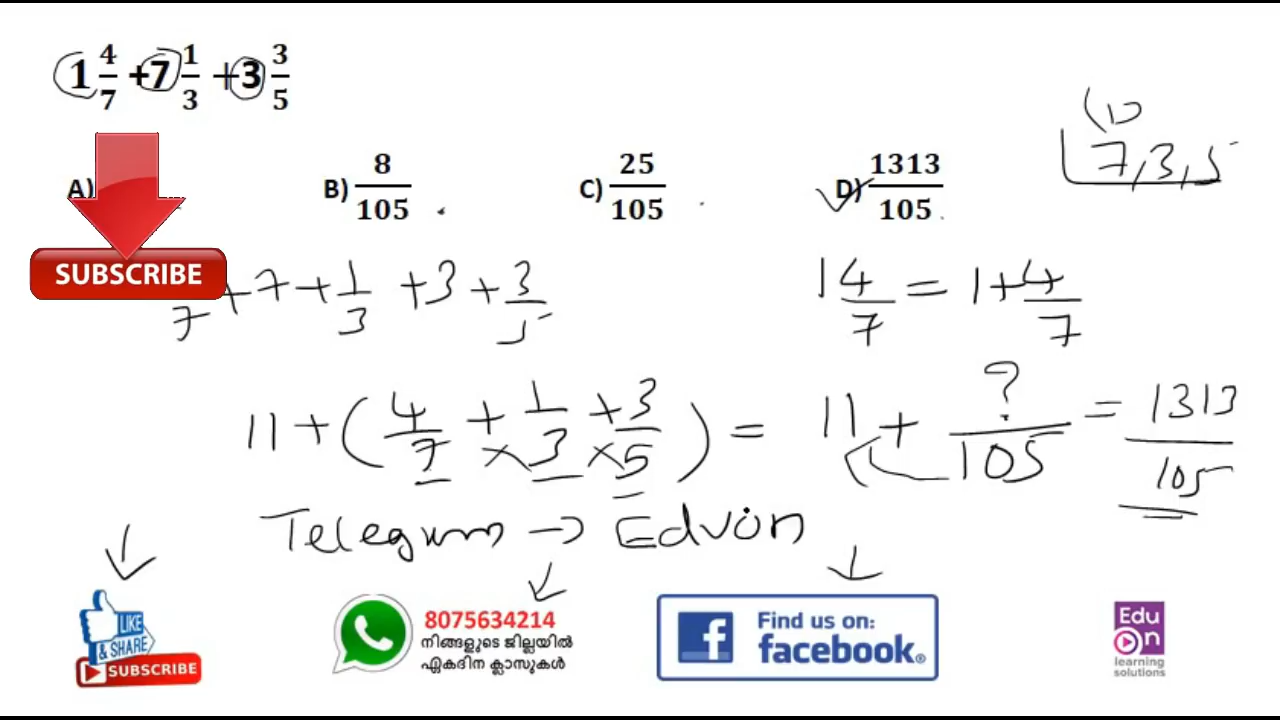 1 4/7 +7 1/3 +3 3/5
7, 3, 5
A) B) 8/105 C) 25/105 D) 1313/105
SUBSCRIBE
7 +7 + 1/3 + 3 + 3/5
1 4/7 = 1 + 4/7
11 + ( 4/7 + 1/3 + 3/5 ) = 11 + ?/105 = 1313/105
× ×
Telegram → Edvon
LIKE
& SHARE
SUBSCRIBE
8075634214
നിങ്ങളുടെ ജില്ലയിൽ
ഏകദിന ക്ലാസുകൾ
f
Find us on:
facebook®
Edu
On
learning
solutions